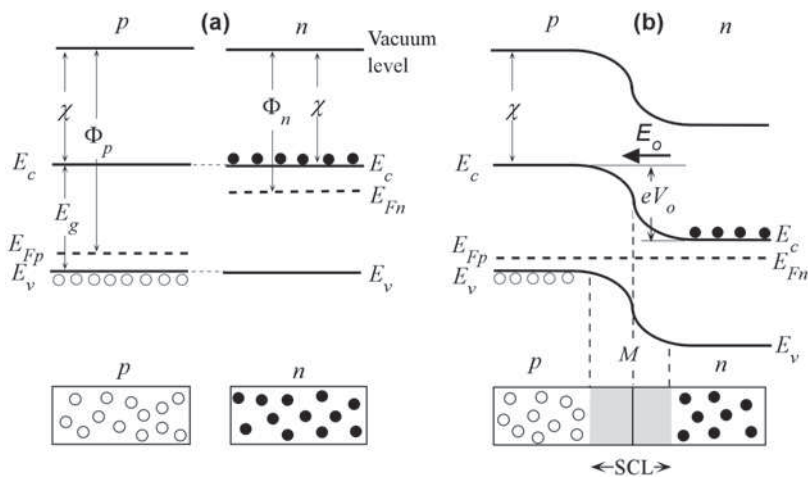 p (a) n
Vacuum
level
χ
Φp
Φn
χ
Ec
Ec
Eg
EFn
EFp
Ev
Ev
p
n
p (b) n
χ
Eo
Ec
eVo
Ec
EFp
EFn
Ev
Ev
p M n
SCL